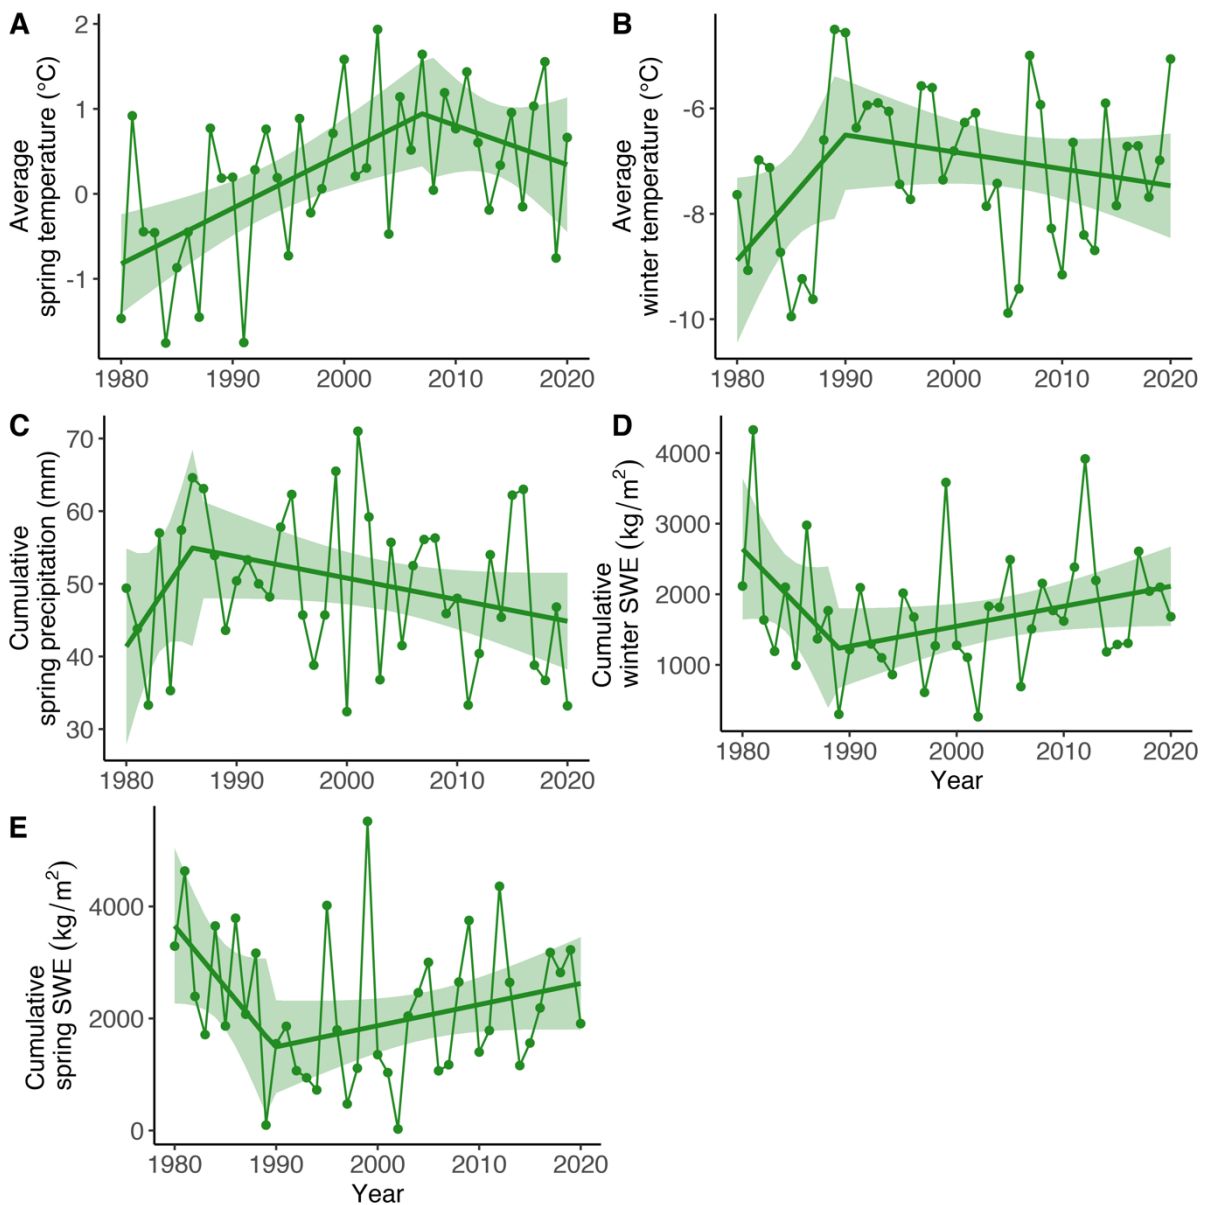 A
Average
spring temperature (°C)
2
1
0
-1
1980 1990 2000 2010 2020
B
Average
winter temperature (°C)
-6
-8
-10
1980 1990 2000 2010 2020
C
Cumulative
spring precipitation (mm)
70
60
50
40
30
1980 1990 2000 2010 2020
D
Cumulative
winter SWE (kg/m²)
4000
3000
2000
1000
1980 1990 2000 2010 2020
Year
E
Cumulative
spring SWE (kg/m²)
4000
2000
0
1980 1990 2000 2010 2020
Year